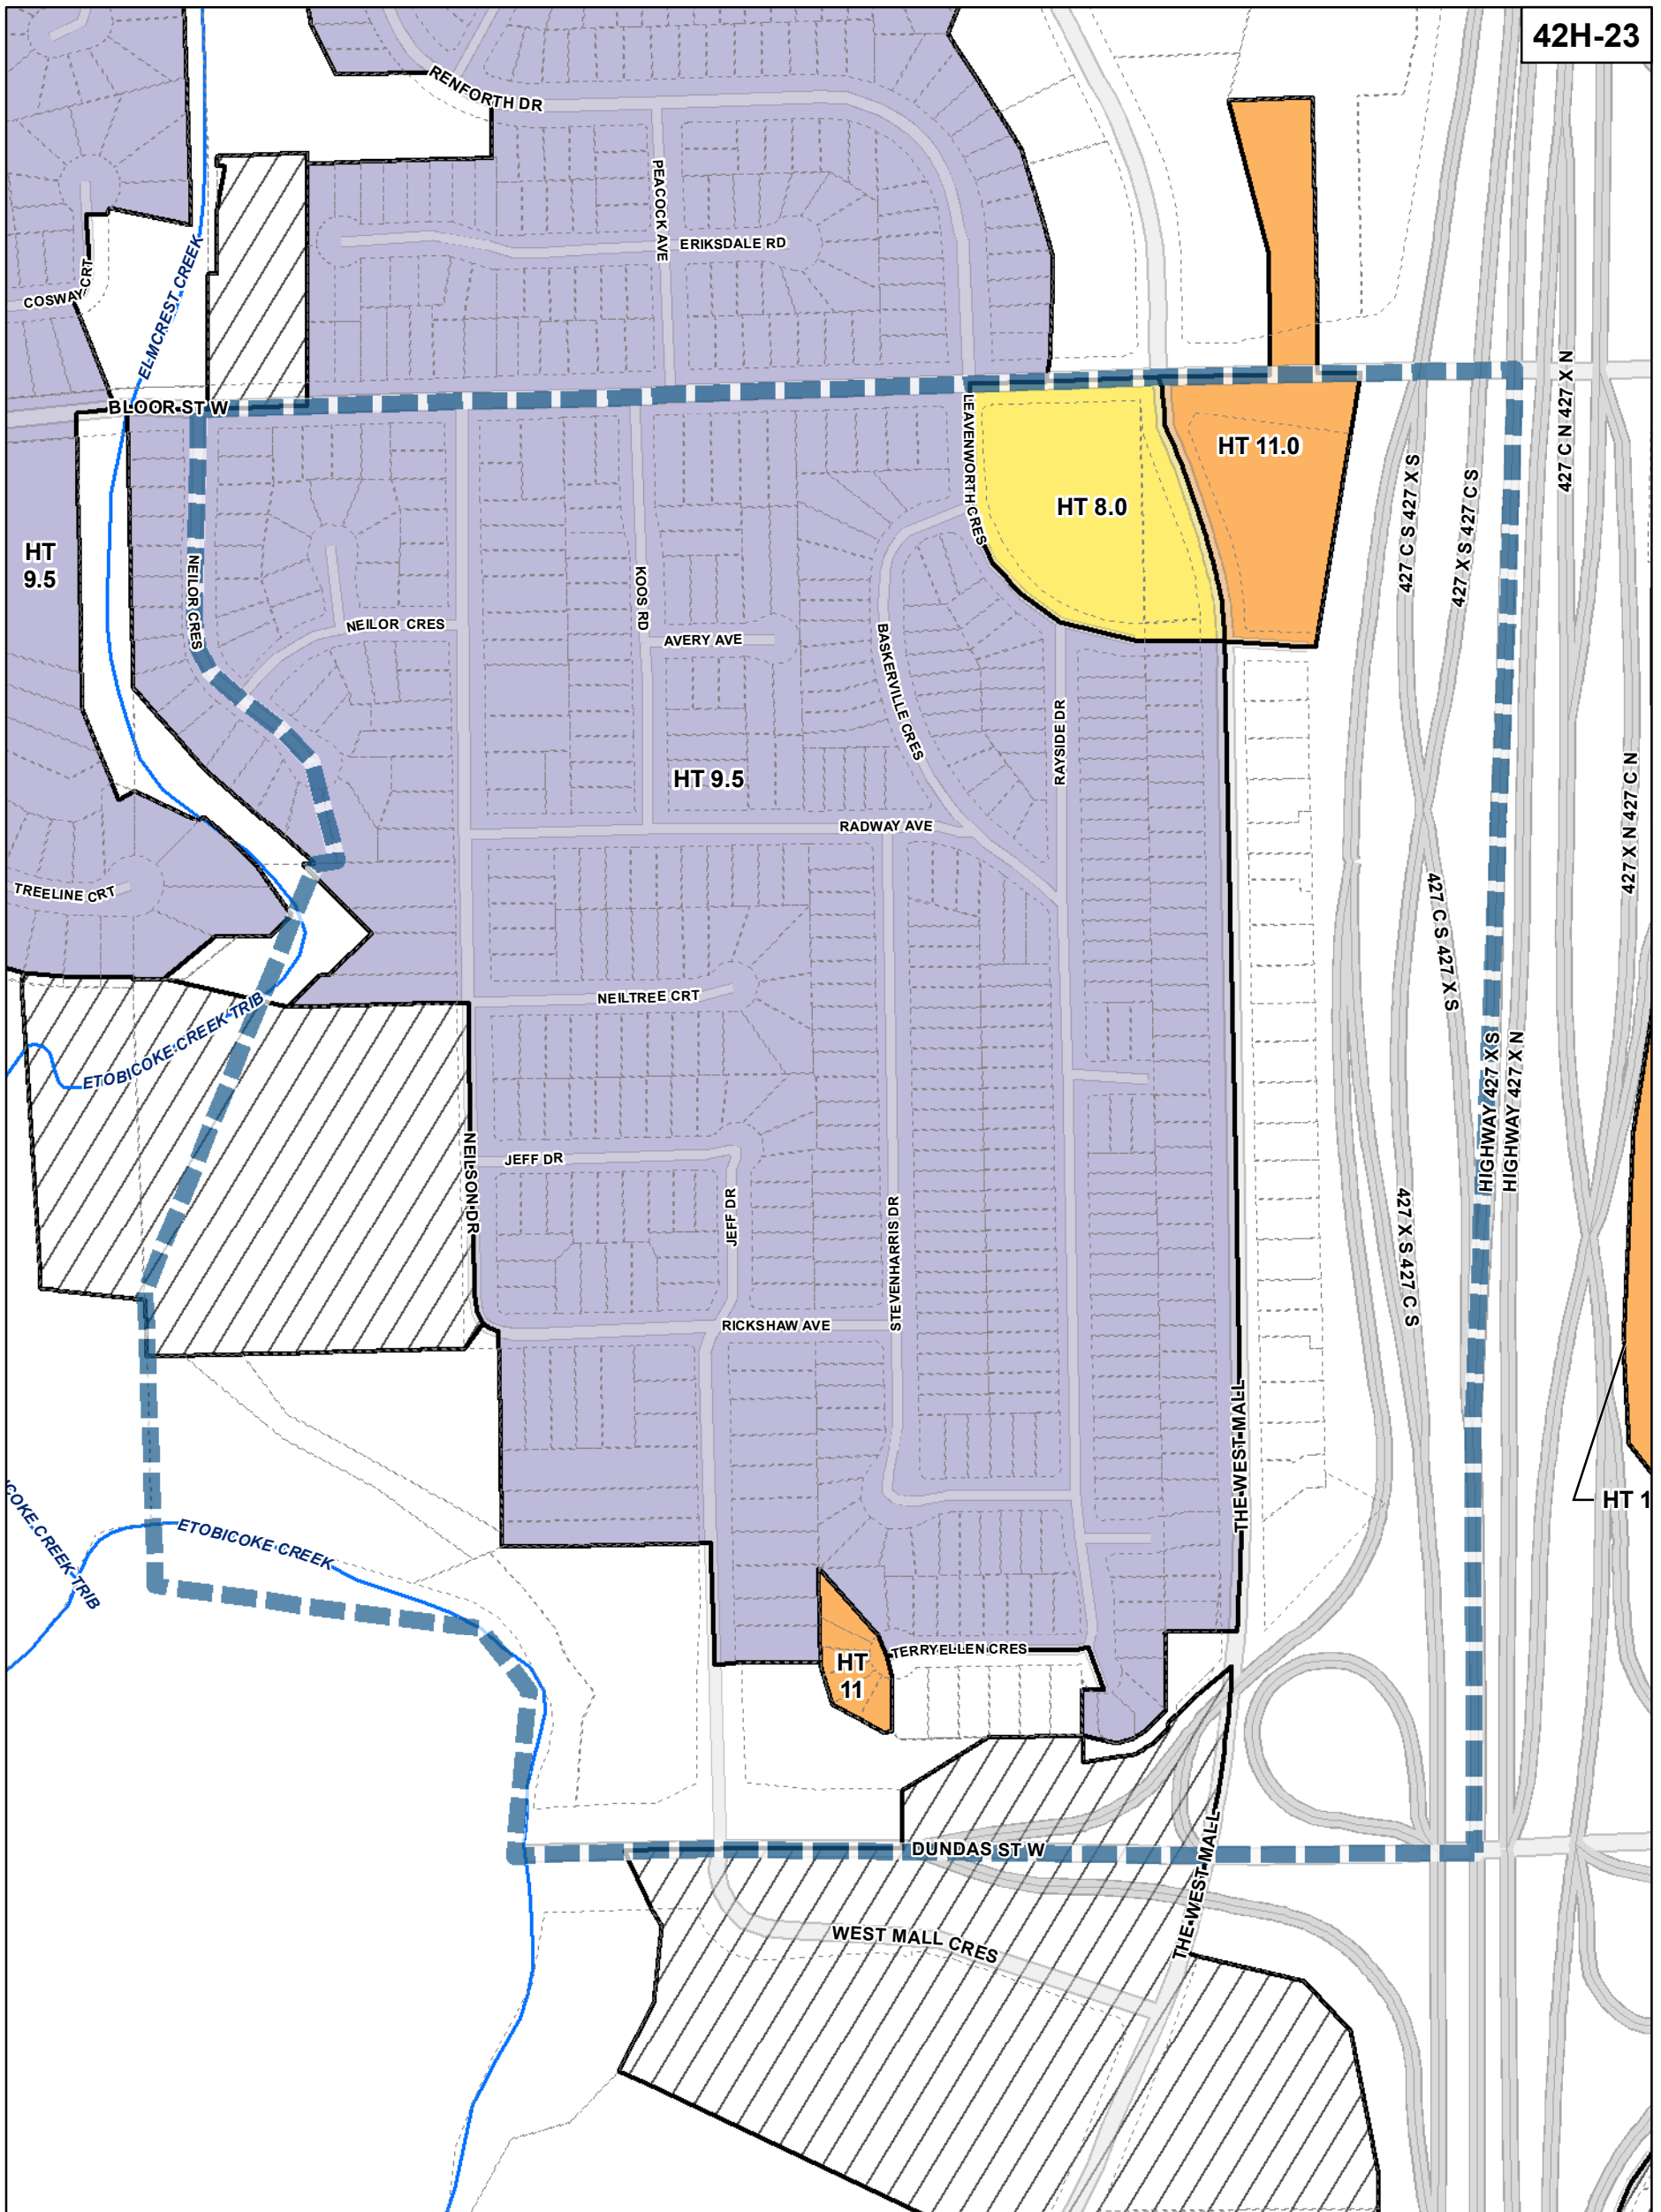 42H-23
RENFORTH DR
PEACOCK AVE
ERIKSDALE RD
COSWAY CRT
ELMCREST CREEK
BLOOR ST W
LEAVENWORTH CRES
HT 11.0
HT 8.0
427 C N 427 X N
427 C S 427 X S
427 X S 427 C S
HT
9.5
NEILOR CRES
NEILOR CRES
KOOS RD
AVERY AVE
BASKERVILLE CRES
RAYSIDE DR
HT 9.5
RADWAY AVE
427 X N 427 C N
TREELINE CRT
427 C S 427 X S
NEILTREE CRT
ETOBICOKE CREEK TRIB
HIGHWAY 427 X S
HIGHWAY 427 X N
NEILSON DR
JEFF DR
JEFF DR
STEVENHARRIS DR
427 X S 427 C S
RICKSHAW AVE
THE WEST MALL
HT 1
ETOBICOKE CREEK
COKE CREEK TRIB
TERRYELLEN CRES
HT
11
DUNDAS ST W
THE WEST MALL
WEST MALL CRES